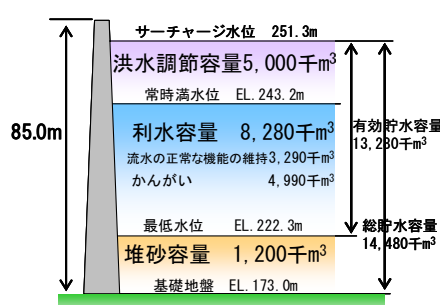 サーチャージ水位 251.3m
洪水調節容量5,000千m³
常時満水位 EL.243.2m
85.0m
利水容量 8,280千m³
有効貯水容量
13,280千m³
流水の正常な機能の維持3,290千m³
かんがい 4,990千m³
最低水位 EL.222.3m
総貯水容量
14,480千m³
堆砂容量 1,200千m³
基礎地盤 EL.173.0m